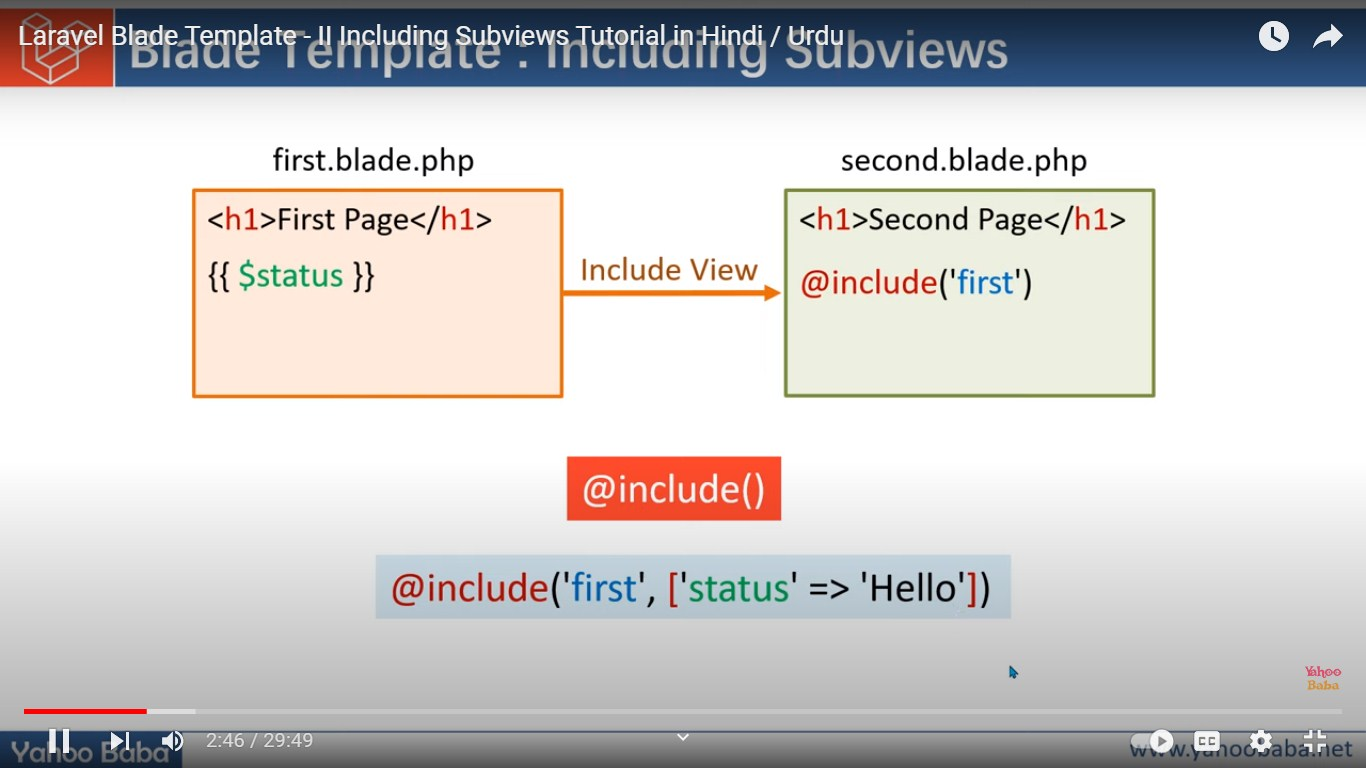 Laravel Blade Template - II Including Subviews Tutorial in Hindi / Urdu
Blade Template : Including Subviews
first.blade.php
<h1>First Page</h1>
{{ $status }}
Include View
second.blade.php
<h1>Second Page</h1>
@include('first')
@include()
@include('first', ['status' => 'Hello'])
Yahoo
Baba
2:46 / 29:49
CC
Yahoo Baba
www.yahoobaba.net